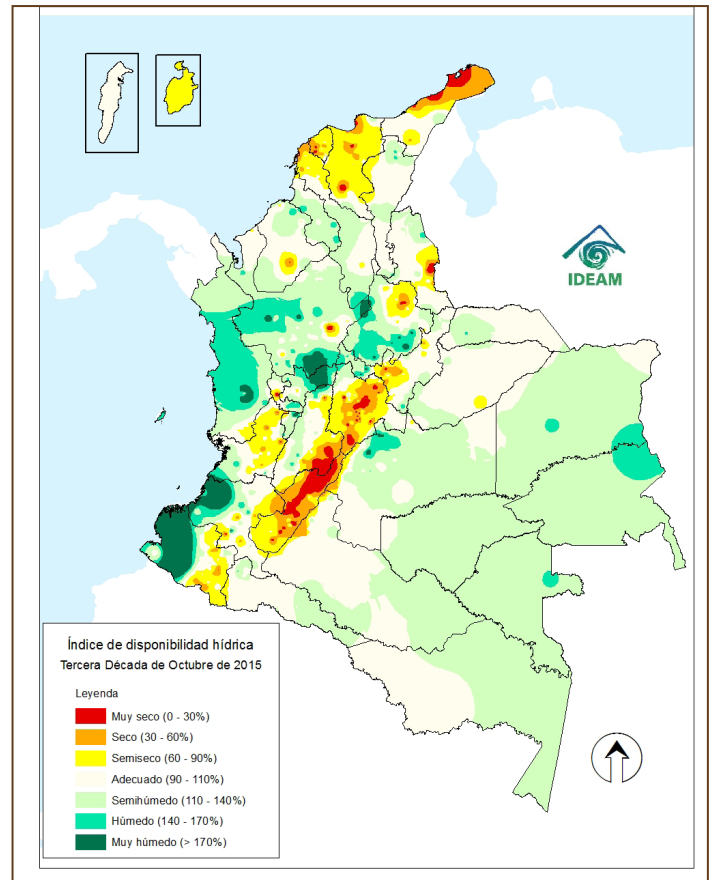 IDEAM
Índice de disponibilidad hídrica
Tercera Década de Octubre de 2015
Leyenda
Muy seco (0 - 30%)
Seco (30 - 60%)
Semiseco (60 - 90%)
Adecuado (90 - 110%)
Semihúmedo (110 - 140%)
Húmedo (140 - 170%)
Muy húmedo (> 170%)